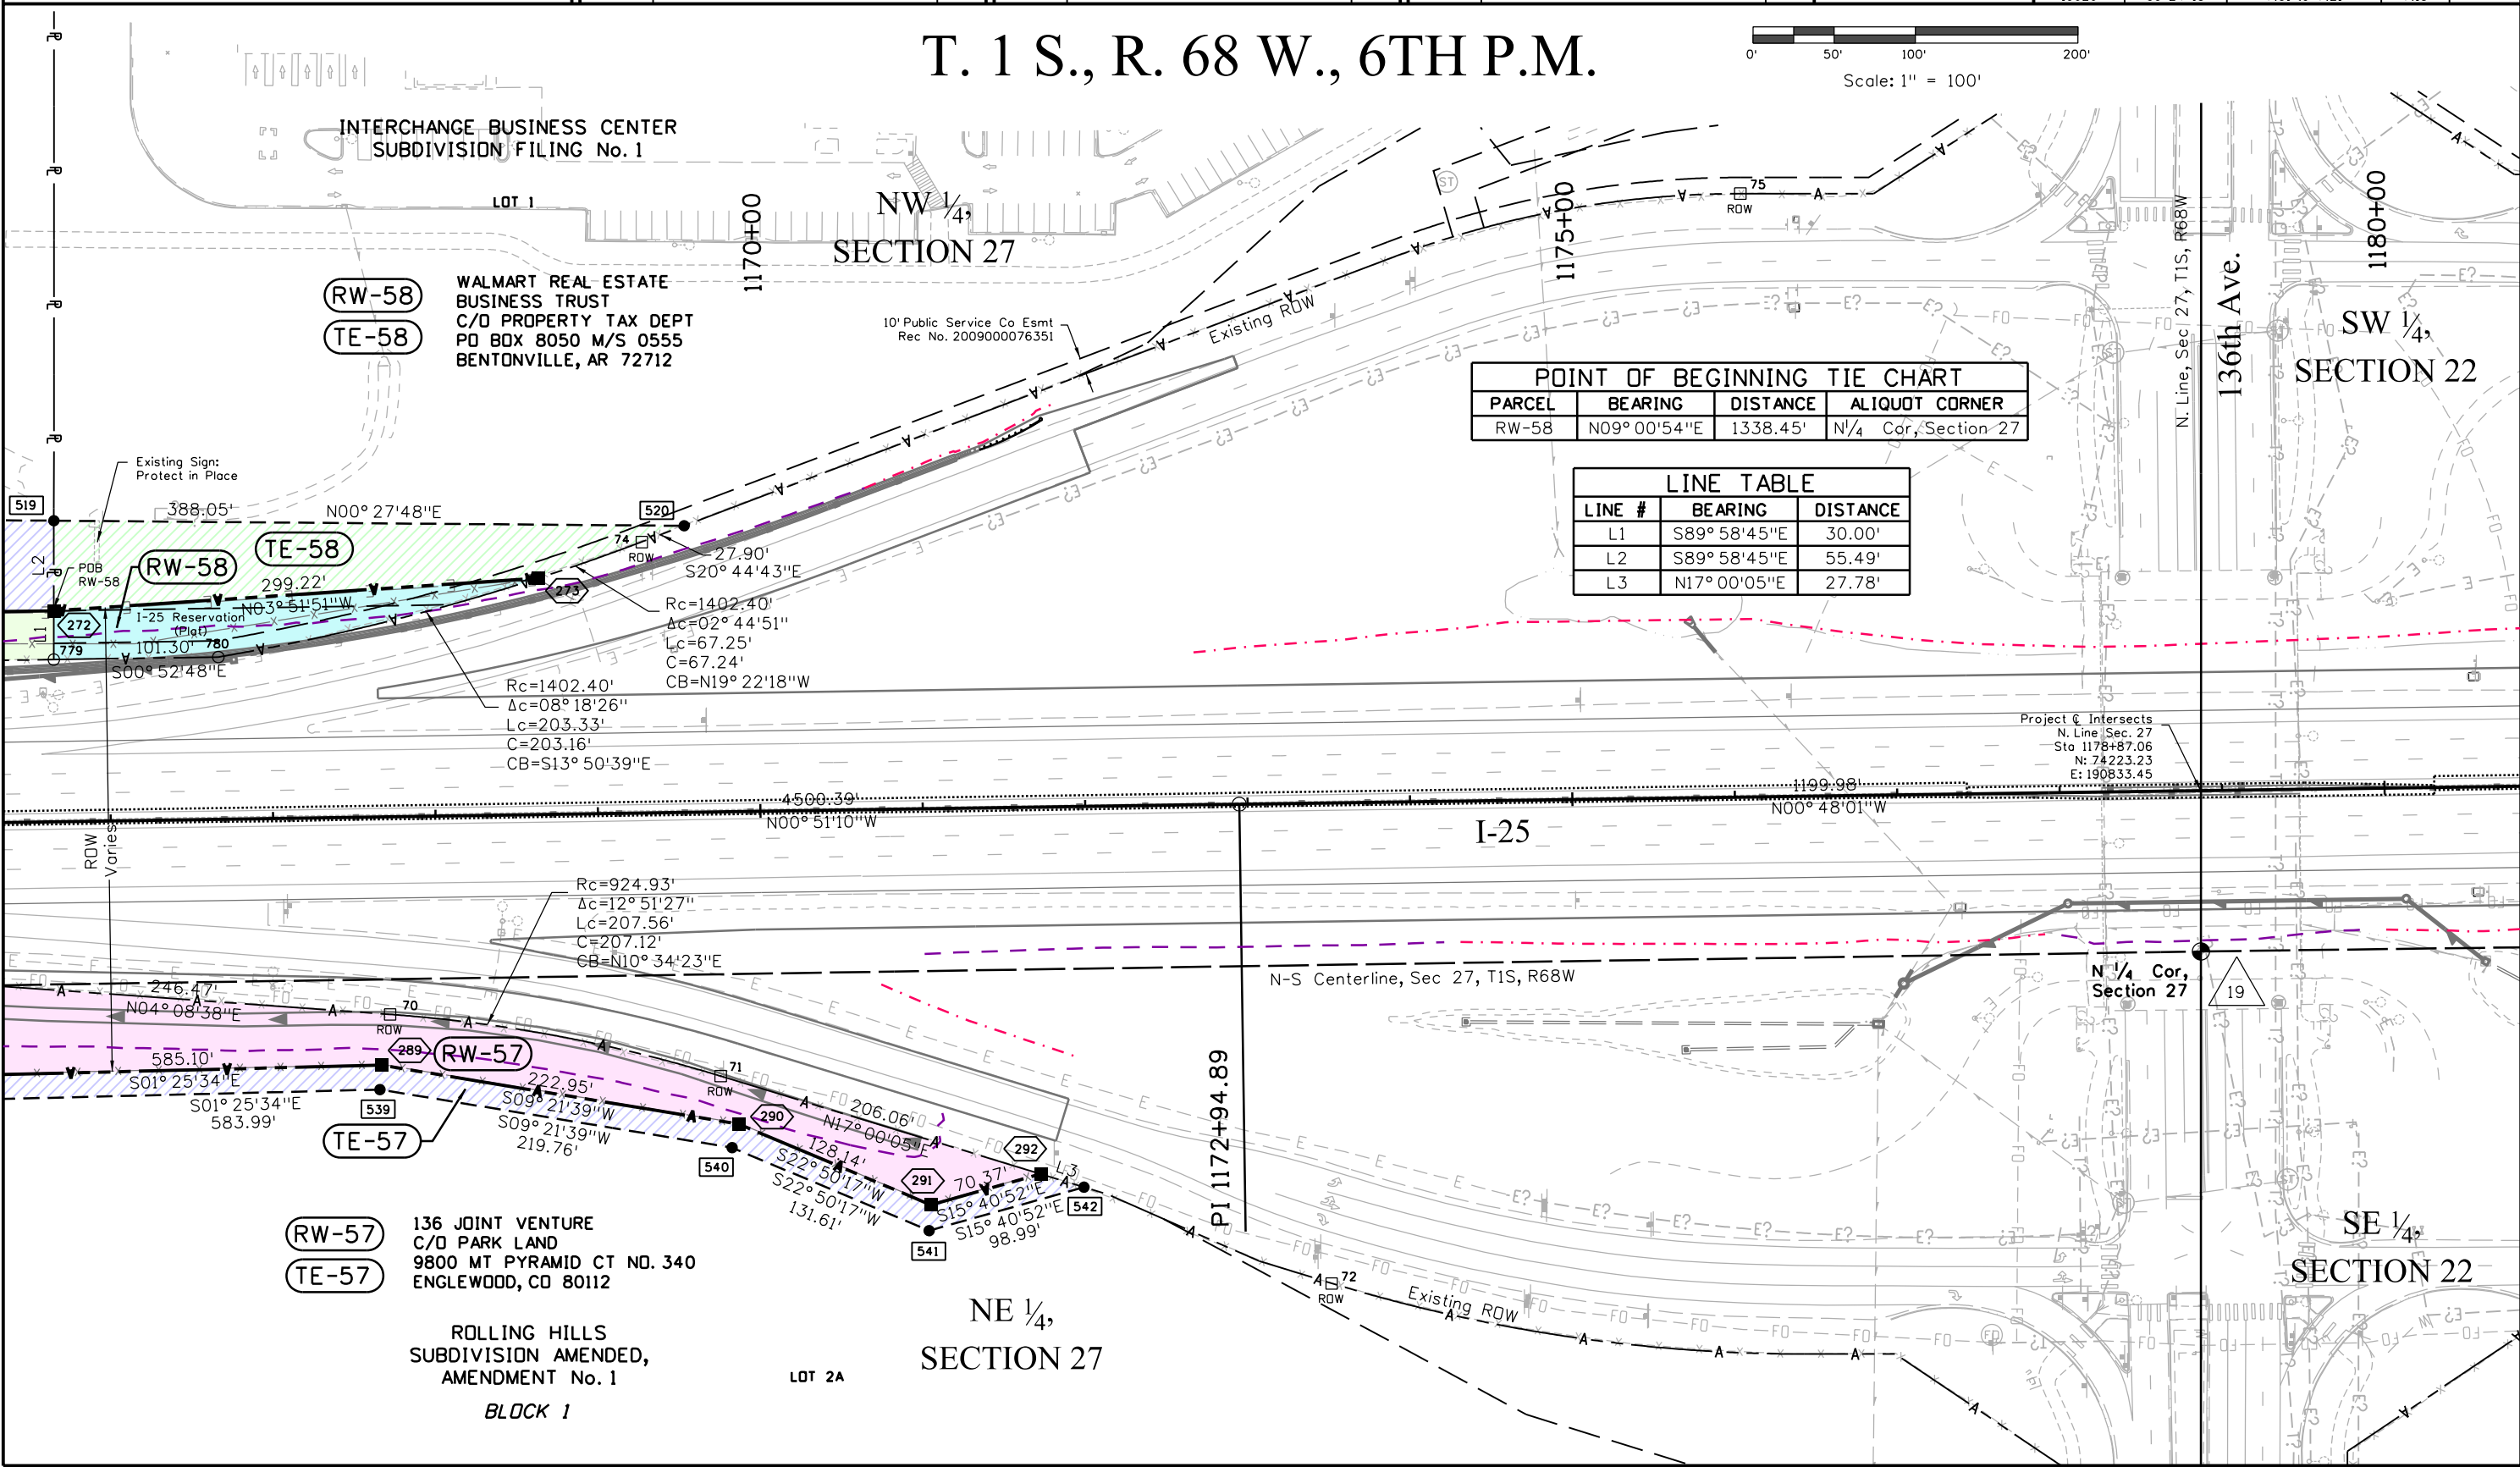 T. 1 S., R. 68 W., 6TH P.M.
0' 50' 100' 200'
Scale: 1" = 100'
INTERCHANGE BUSINESS CENTER
SUBDIVISION FILING No. 1
LOT 1
NW 1/4,
SECTION 27
1170+00
1175+00
1180+00
75
ROW
RW-58
TE-58
WALMART REAL ESTATE
BUSINESS TRUST
C/O PROPERTY TAX DEPT
PO BOX 8050 M/S 0555
BENTONVILLE, AR 72712
10' Public Service Co Esmt
Rec No. 2009000076351
Existing ROW
N. Line, Sec 27, T1S, R68W
136th Ave.
SW 1/4,
SECTION 22
POINT OF BEGINNING TIE CHART
PARCEL BEARING DISTANCE ALIQUOT CORNER
RW-58 N09°00'54"E 1338.45' N1/4 Cor, Section 27
LINE TABLE
LINE # BEARING DISTANCE
L1 S89°58'45"E 30.00'
L2 S89°58'45"E 55.49'
L3 N17°00'05"E 27.78'
Existing Sign:
Protect in Place
519
388.05'
N00°27'48"E
520
74
ROW
27.90'
S20°44'43"E
L2
POB
RW-58
RW-58
TE-58
299.22'
N03°51'51"W
273
I-25 Reservation
(Plat)
272
L1
779
101.30'
780
S00°52'48"E
Rc=1402.40'
Δc=02°44'51"
Lc=67.25'
C=67.24'
CB=N19°22'18"W
Rc=1402.40'
Δc=08°18'26"
Lc=203.33'
C=203.16'
CB=S13°50'39"E
Project ℄ Intersects
N. Line Sec. 27
Sta 1178+87.06
N: 74223.23
E: 190833.45
4500.39'
N00°51'10"W
1199.98'
N00°48'01"W
I-25
ROW
Varies
Rc=924.93'
Δc=12°51'27"
Lc=207.56'
C=207.12'
CB=N10°34'23"E
N-S Centerline, Sec 27, T1S, R68W
N 1/4 Cor,
Section 27
19
246.47'
N04°08'38"E
70
ROW
585.10'
S01°25'34"E
289
RW-57
71
ROW
S01°25'34"E
583.99'
539
222.95'
S09°21'39"W
S09°21'39"W
219.76'
TE-57
290
540
206.06'
N17°00'05"E
128.14'
S22°50'17"W
S22°50'17"W
131.61'
291
541
292
L3
70.37'
S15°40'52"E
S15°40'52"E
98.99'
542
PI 1172+94.89
72
ROW
Existing ROW
RW-57
TE-57
136 JOINT VENTURE
C/O PARK LAND
9800 MT PYRAMID CT NO. 340
ENGLEWOOD, CO 80112
ROLLING HILLS
SUBDIVISION AMENDED,
AMENDMENT No. 1
BLOCK 1
LOT 2A
NE 1/4,
SECTION 27
SE 1/4,
SECTION 22